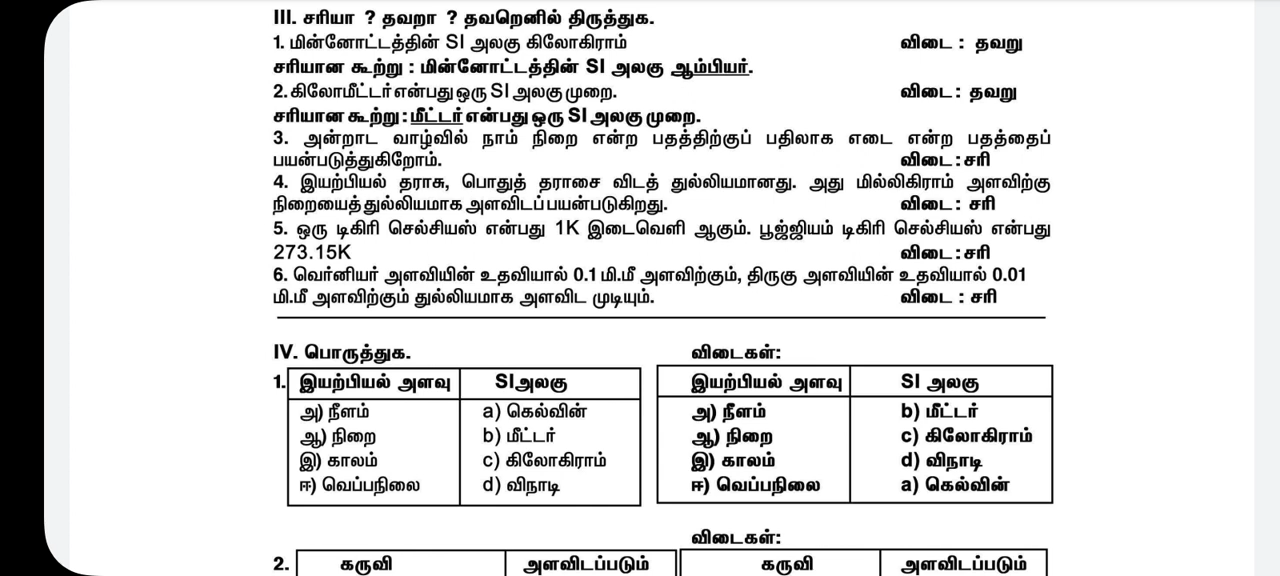 III. சரியா ? தவறா ? தவறெனில் திருத்துக.
1. மின்னோட்டத்தின் SI அலகு கிலோகிராம் விடை : தவறு
சரியான கூற்று : மின்னோட்டத்தின் SI அலகு ஆம்பியர்.
2. கிலோமீட்டர் என்பது ஒரு SI அலகு முறை. விடை : தவறு
சரியான கூற்று : மீட்டர் என்பது ஒரு SI அலகு முறை.
3. அன்றாட வாழ்வில் நாம் நிறை என்ற பதத்திற்குப் பதிலாக எடை என்ற பதத்தைப்
பயன்படுத்துகிறோம். விடை : சரி
4. இயற்பியல் தராசு, பொதுத் தராசை விடத் துல்லியமானது. அது மில்லிகிராம் அளவிற்கு
நிறையைத் துல்லியமாக அளவிடப் பயன்படுகிறது. விடை : சரி
5. ஒரு டிகிரி செல்சியஸ் என்பது 1K இடைவெளி ஆகும். பூஜ்ஜியம் டிகிரி செல்சியஸ் என்பது
273.15K விடை : சரி
6. வெர்னியர் அளவியின் உதவியால் 0.1 மி.மீ அளவிற்கும், திருகு அளவியின் உதவியால் 0.01
மி.மீ அளவிற்கும் துல்லியமாக அளவிட முடியும். விடை : சரி
IV. பொருத்துக. விடைகள்:
1. இயற்பியல் அளவு SI அலகு இயற்பியல் அளவு SI அலகு
அ) நீளம் a) கெல்வின் அ) நீளம் b) மீட்டர்
ஆ) நிறை b) மீட்டர் ஆ) நிறை c) கிலோகிராம்
இ) காலம் c) கிலோகிராம் இ) காலம் d) விநாடி
ஈ) வெப்பநிலை d) விநாடி ஈ) வெப்பநிலை a) கெல்வின்
விடைகள்:
2. கருவி அளவிடப்படும் கருவி அளவிடப்படும்